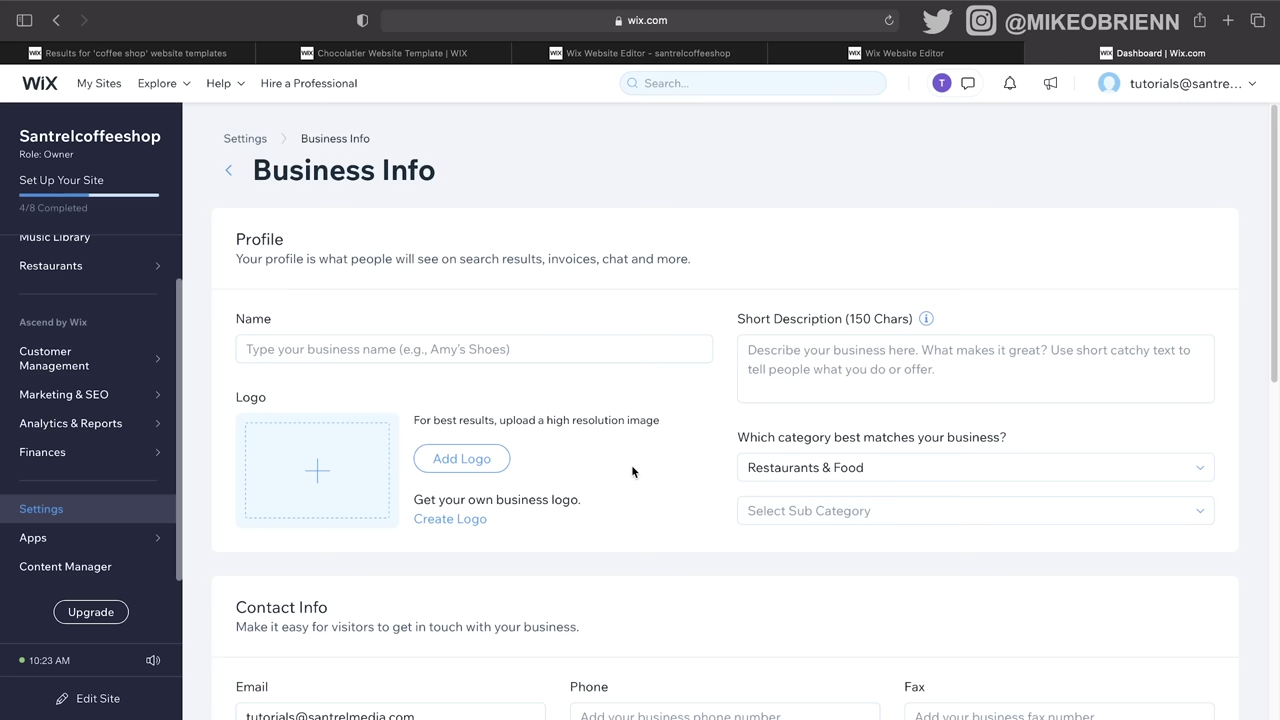 wix.com
@MIKEOBRIENN
WIX Results for 'coffee shop' website templates
WIX Chocolatier Website Template | WIX
WIX Wix Website Editor - santrelcoffeeshop
WIX Wix Website Editor
WIX Dashboard | Wix.com
WiX
My Sites
Explore
Help
Hire a Professional
Search...
T
tutorials@santre...
Santrelcoffeeshop
Role: Owner
Set Up Your Site
4/8 Completed
Music Library
Restaurants
Ascend by Wix
Customer
Management
Marketing & SEO
Analytics & Reports
Finances
Settings
Apps
Content Manager
Upgrade
10:23 AM
Edit Site
Settings
Business Info
Business Info
Profile
Your profile is what people will see on search results, invoices, chat and more.
Name
Type your business name (e.g., Amy's Shoes)
Logo
For best results, upload a high resolution image
Add Logo
Get your own business logo.
Create Logo
Short Description (150 Chars)
Describe your business here. What makes it great? Use short catchy text to
tell people what you do or offer.
Which category best matches your business?
Restaurants & Food
Select Sub Category
Contact Info
Make it easy for visitors to get in touch with your business.
Email
Phone
Fax
tutorials@santrelmedia.com
Add your business phone number
Add your business fax number